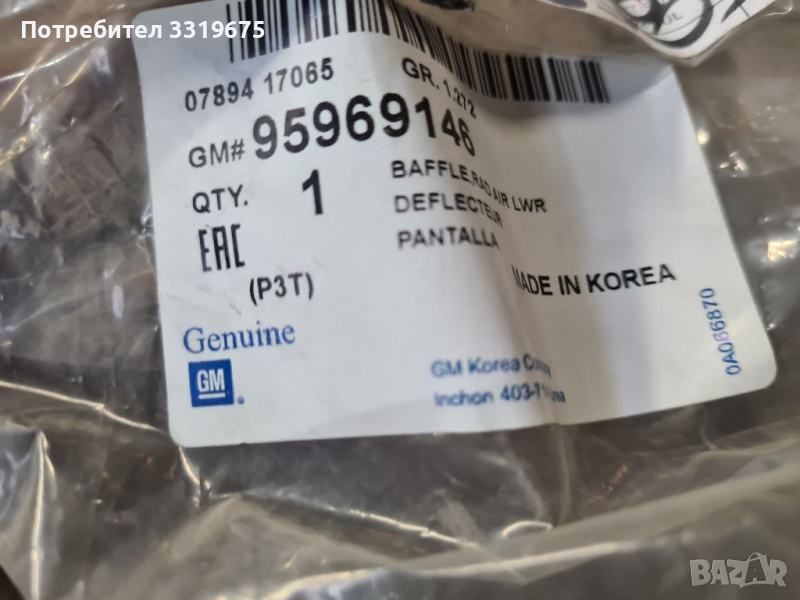 Потребител 3319675
07894 17065
GR. 1.272
GM# 95969146
QTY. 1
BAFFLE,RAD AIR LWR
DEFLECTEUR
PANTALLA
EAC
(P3T)
MADE IN KOREA
Genuine
GM
GM Korea
Inchon
0A066870
BAZAR